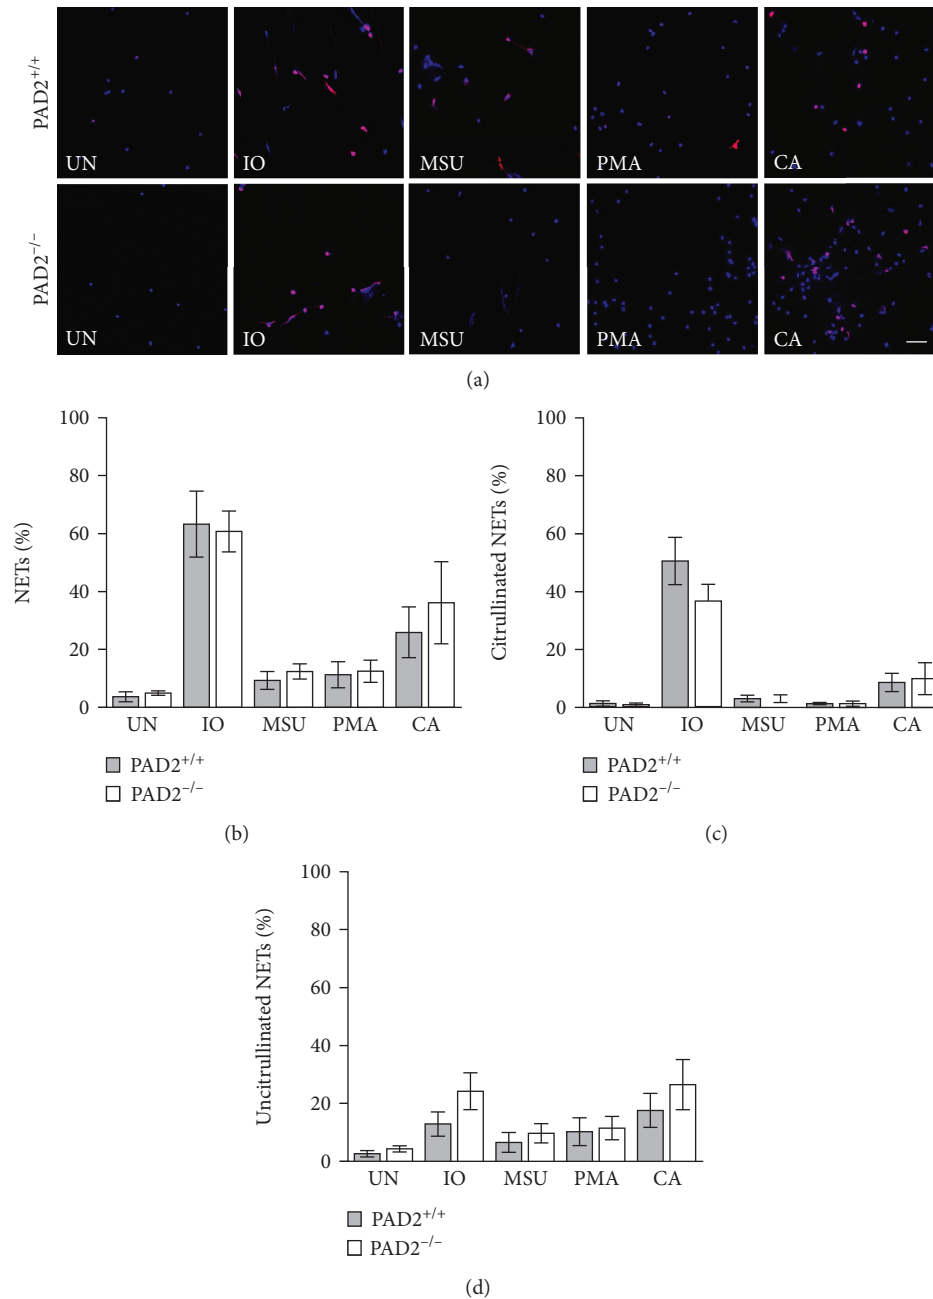 PAD2+/+
UN IO MSU PMA CA
PAD2−/−
UN IO MSU PMA CA
(a)
NETs (%)
100
80
60
40
20
0
UN IO MSU PMA CA
PAD2+/+
PAD2−/−
(b)
Citrullinated NETs (%)
100
80
60
40
20
0
UN IO MSU PMA CA
PAD2+/+
PAD2−/−
(c)
Uncitrullinated NETs (%)
100
80
60
40
20
0
UN IO MSU PMA CA
PAD2+/+
PAD2−/−
(d)